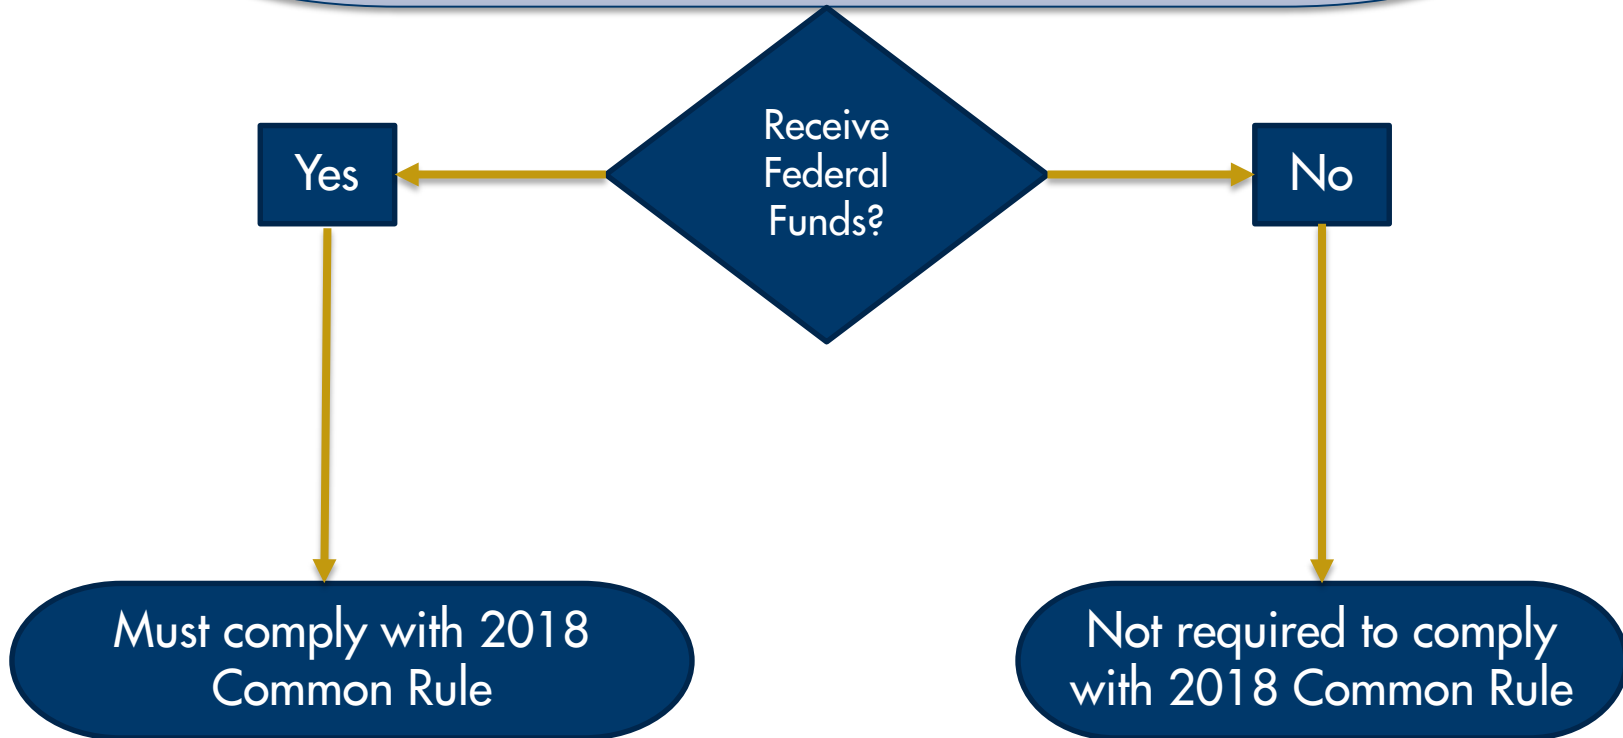 Receive
Federal
Funds?
Yes
No
Must comply with 2018
Common Rule
Not required to comply
with 2018 Common Rule